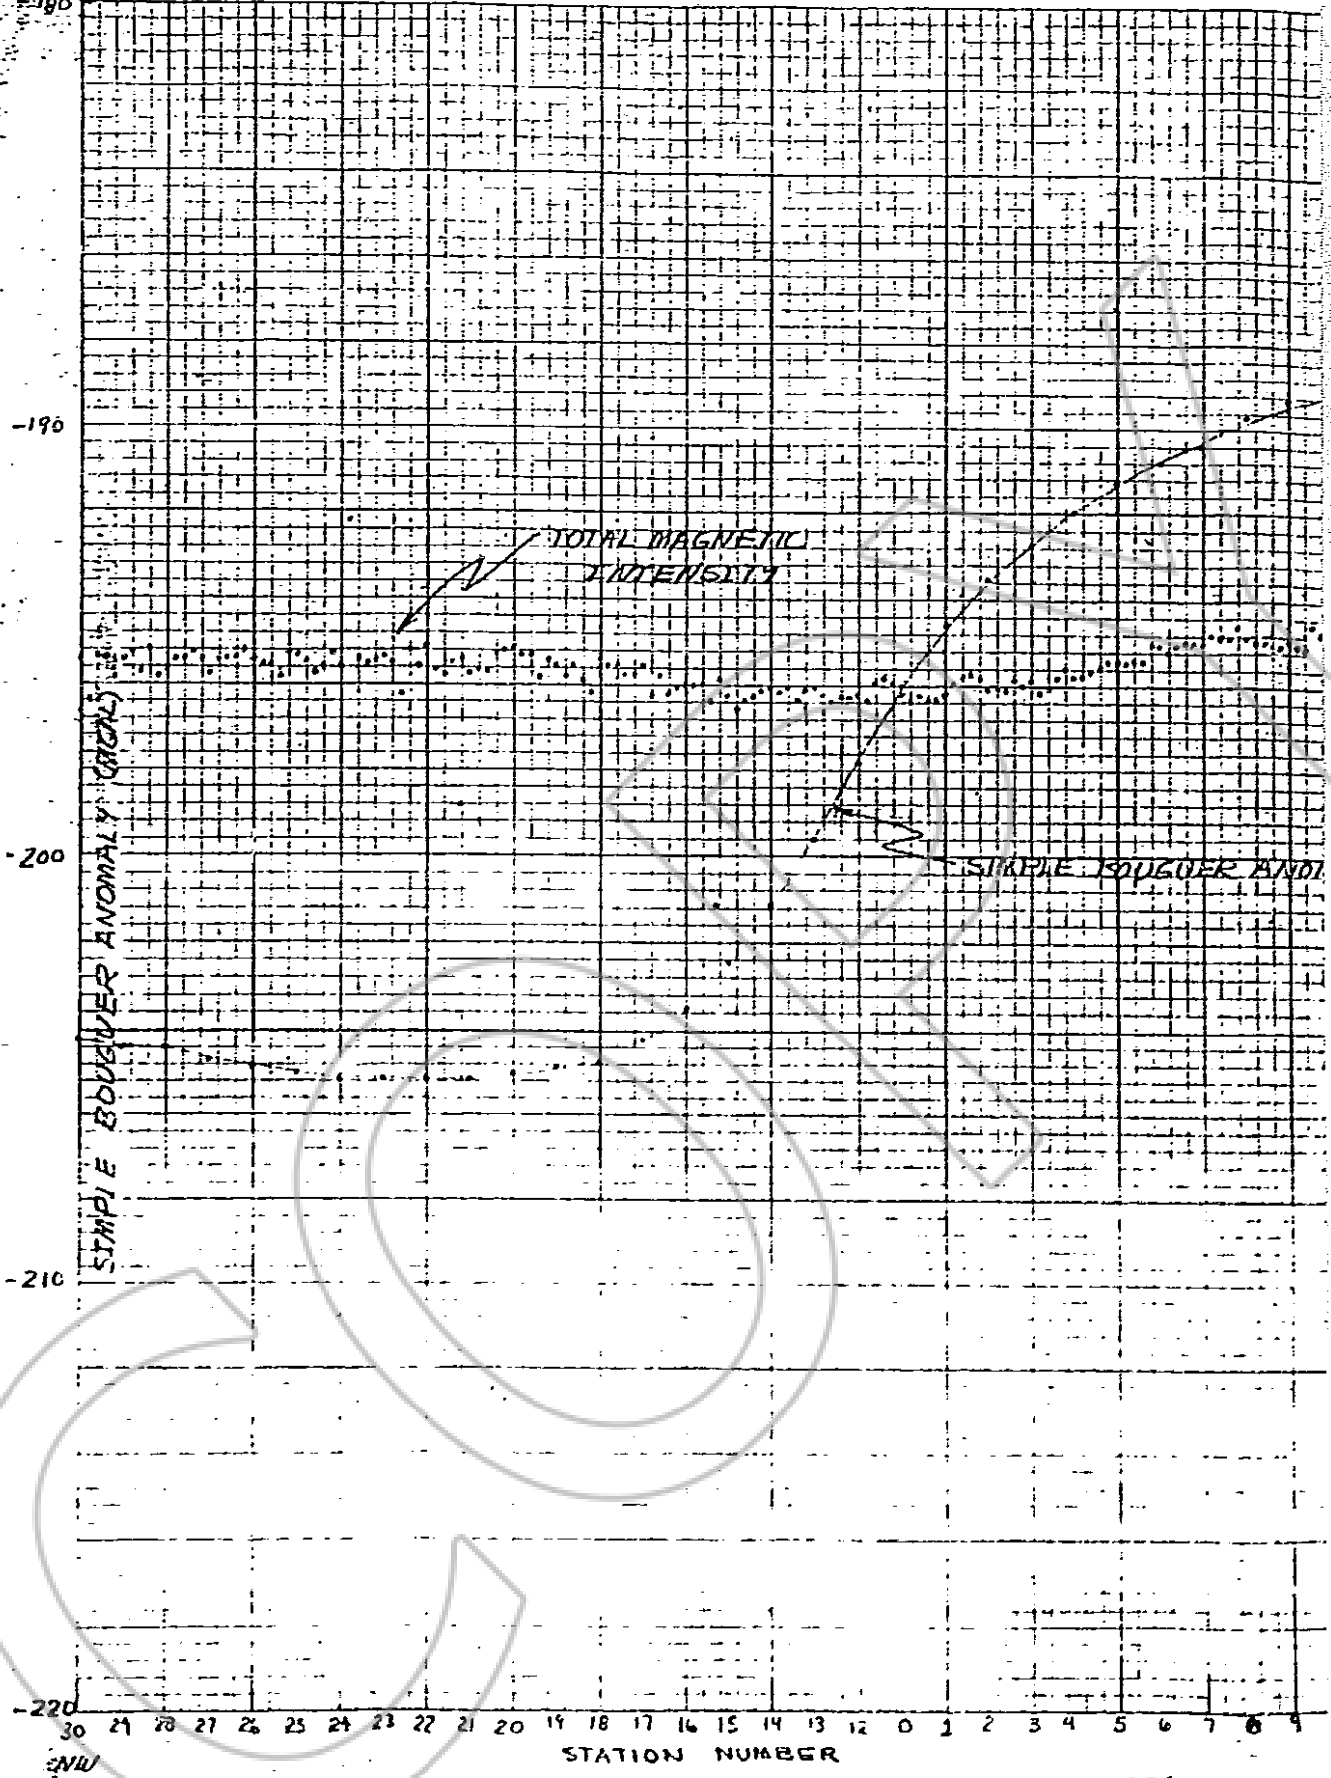 -180
-190
TOTAL MAGNETIC
INTENSITY
SIMPLE BOUGUER ANOMALY (MGAL)
-200
SIMPLE BOUGUER ANOM
-210
-220
30 29 28 27 26 25 24 23 22 21 20 19 18 17 16 15 14 13 12 0 1 2 3 4 5 6 7 8 9
STATION NUMBER
NW
COPY